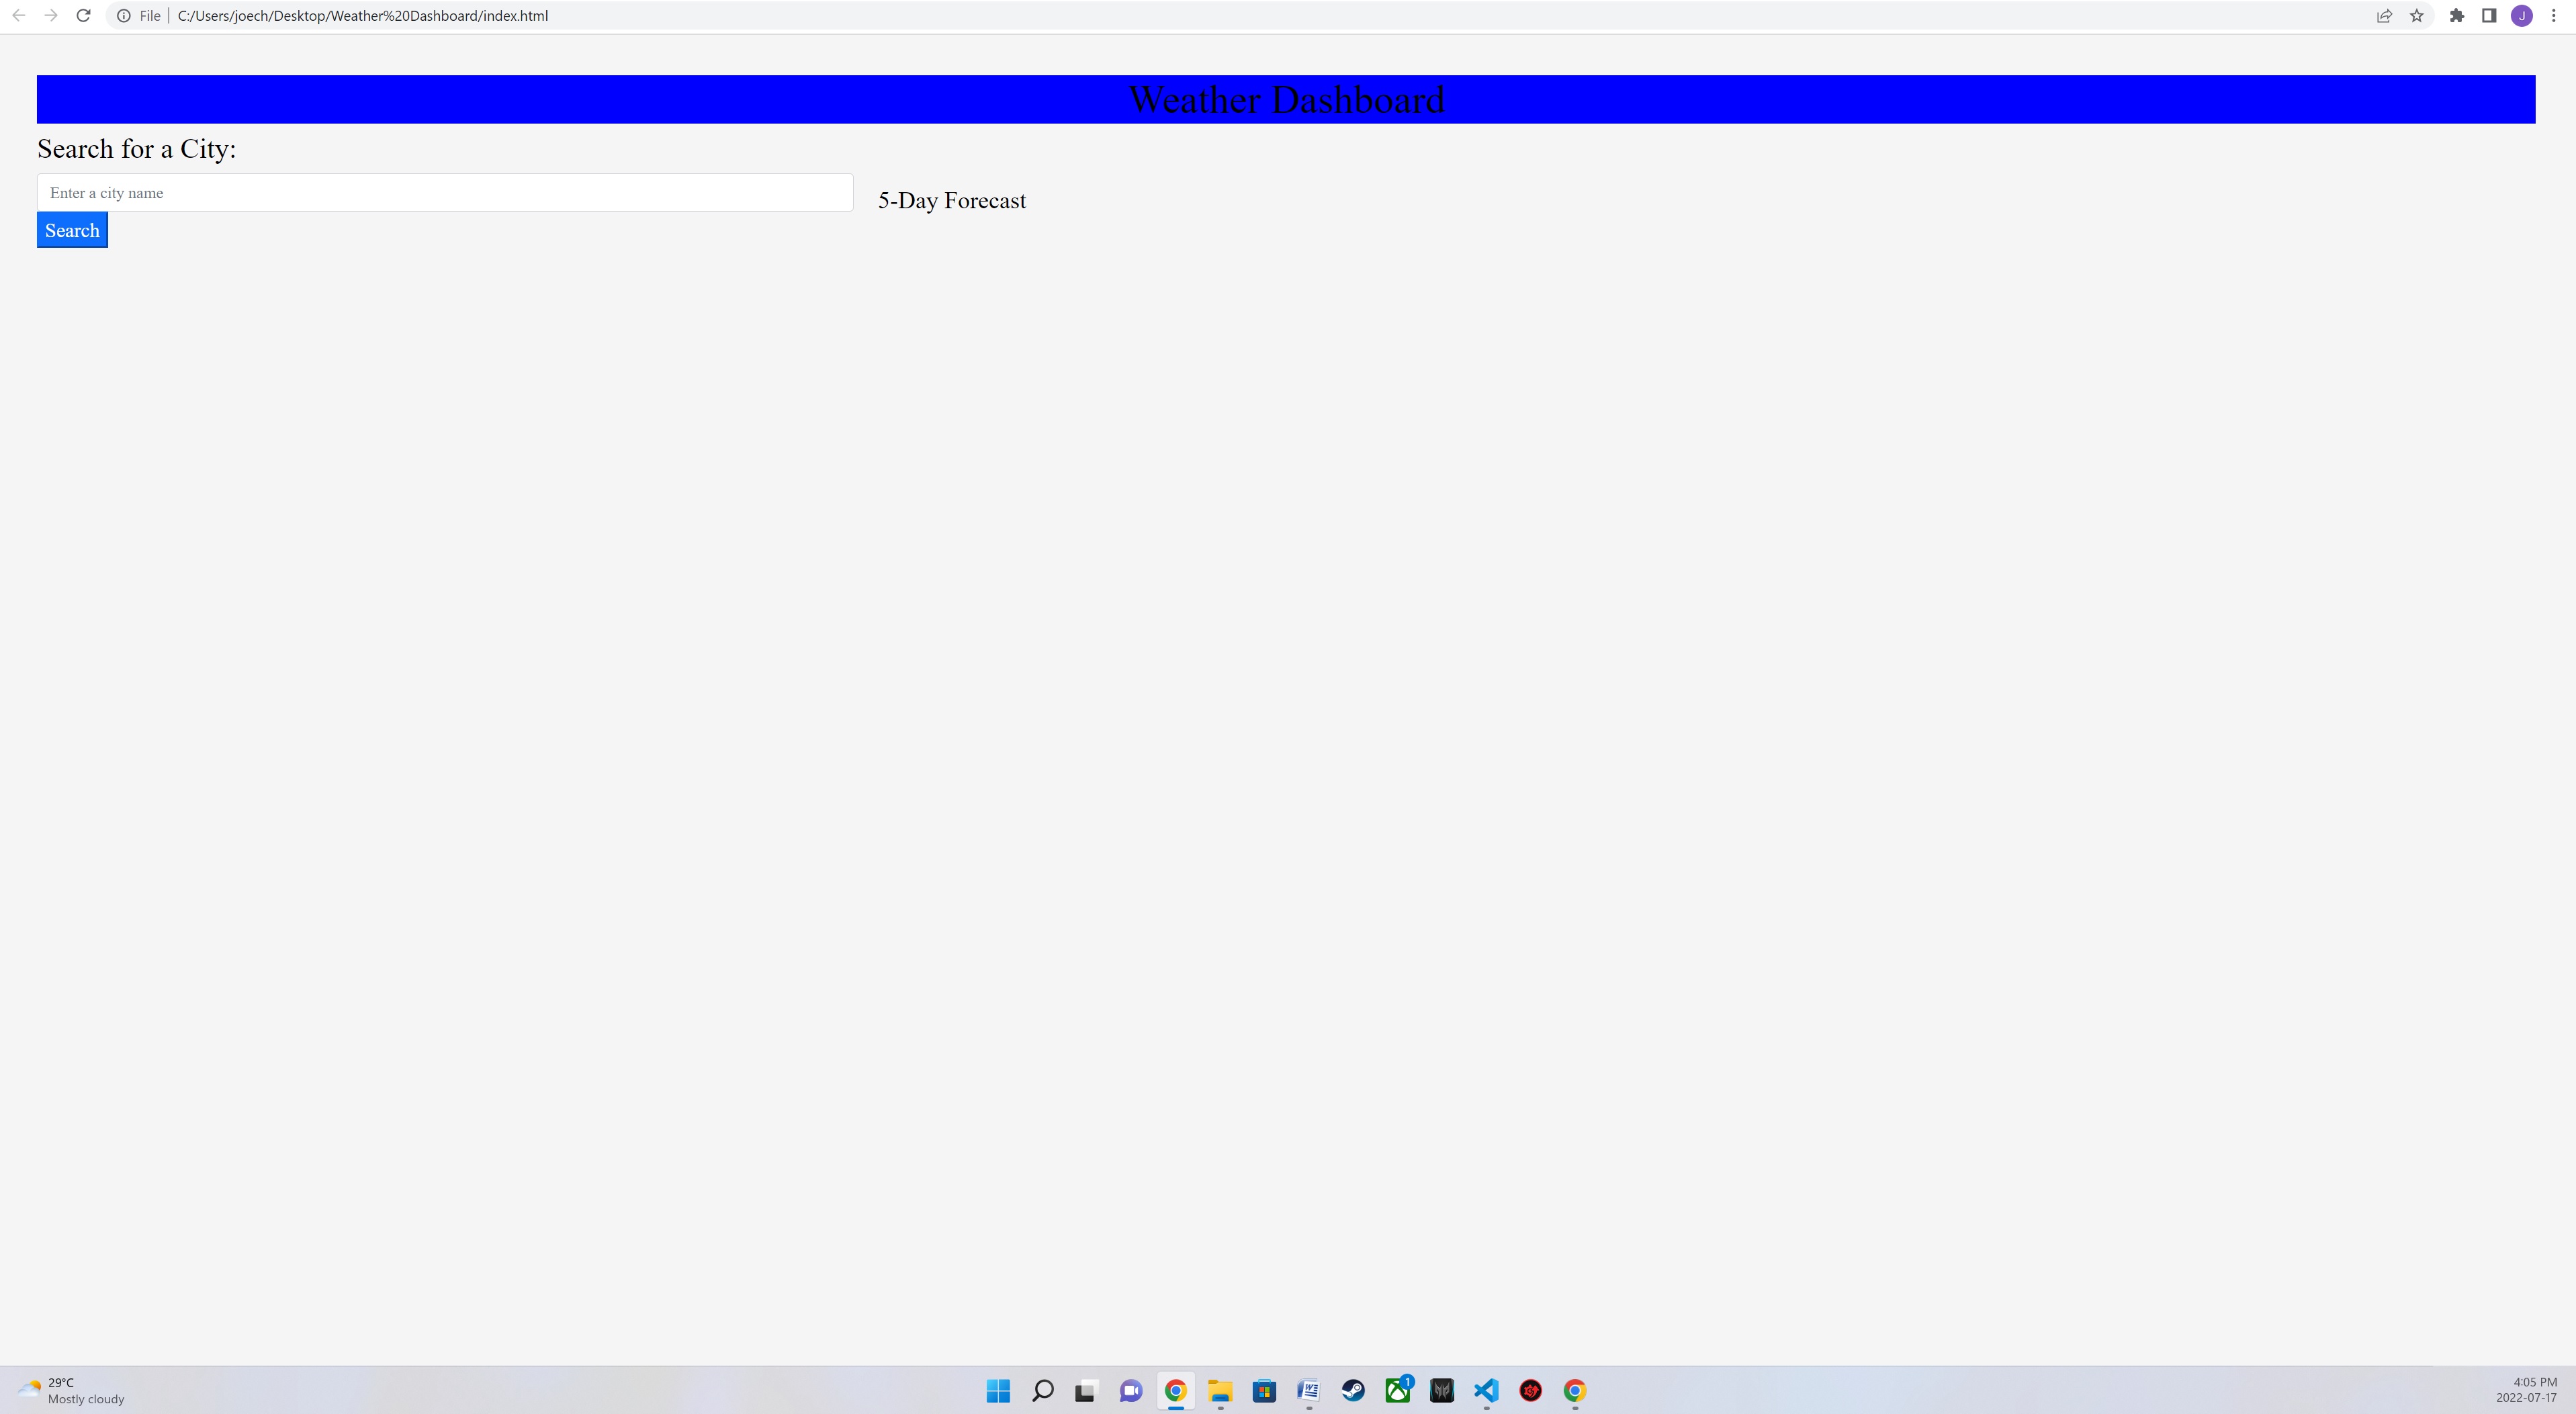 File | C:/Users/joech/Desktop/Weather%20Dashboard/index.html
J
Weather Dashboard
Search for a City:
Enter a city name
5-Day Forecast
Search
29°C
Mostly cloudy
W
1
4:05 PM
2022-07-17